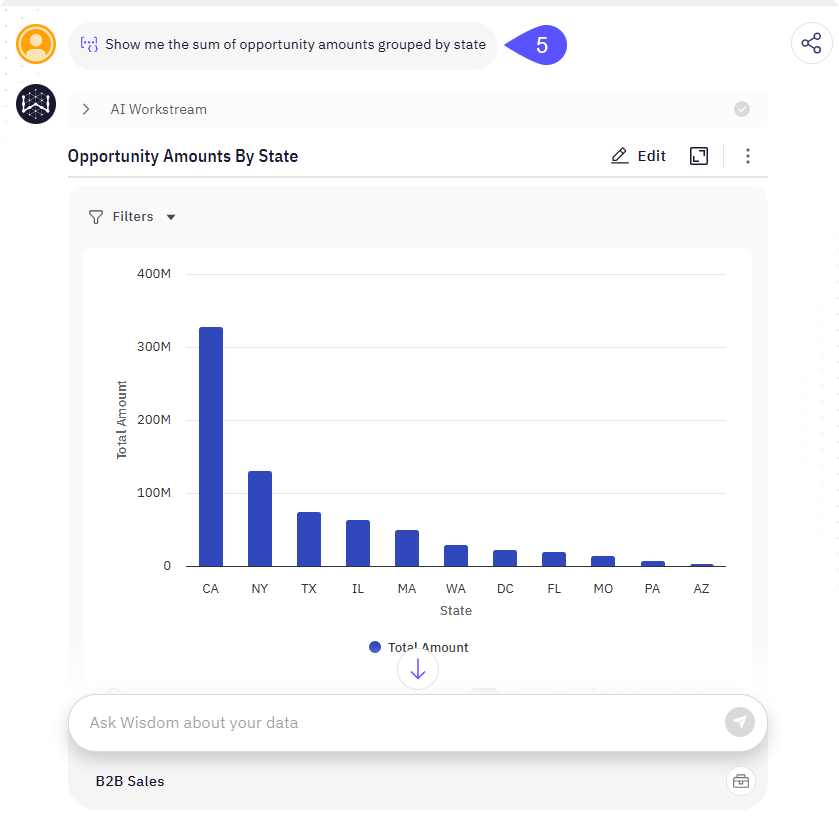 Show me the sum of opportunity amounts grouped by state
5
AI Workstream
Opportunity Amounts By State
Edit
Filters
400M
300M
200M
100M
0
Total Amount
CA NY TX IL MA WA DC FL MO PA AZ
State
Total Amount
Ask Wisdom about your data
B2B Sales